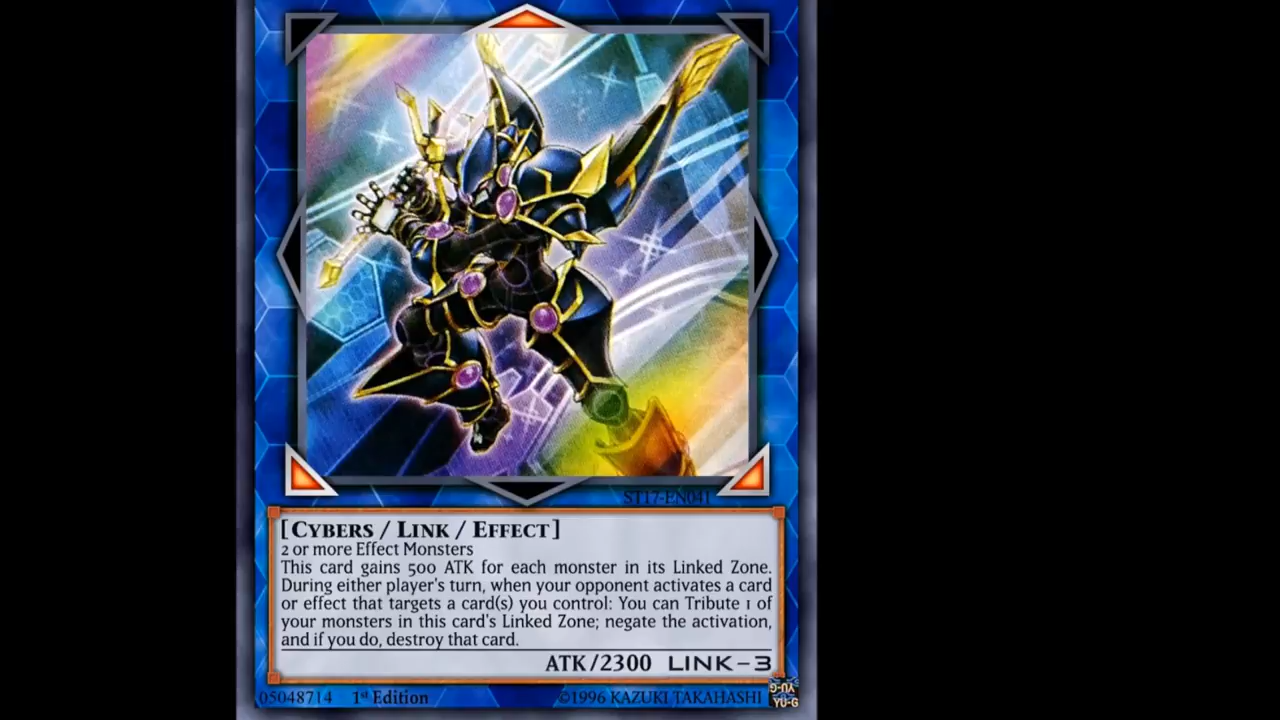 ST17-EN041
[CYBERS / LINK / EFFECT]
2 or more Effect Monsters
This card gains 500 ATK for each monster in its Linked Zone.
During either player's turn, when your opponent activates a card
or effect that targets a card(s) you control: You can Tribute 1 of
your monsters in this card's Linked Zone; negate the activation,
and if you do, destroy that card.
ATK/2300 LINK-3
05048714 1st Edition ©1996 KAZUKI TAKAHASHI
YU-G
YU-G